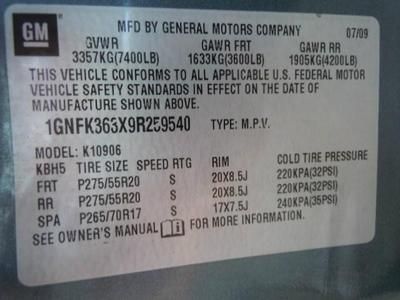 GM
MFD BY GENERAL MOTORS COMPANY 07/09
GVWR GAWR FRT GAWR RR
3357KG(7400LB) 1633KG(3600LB) 1905KG(4200LB)
THIS VEHICLE CONFORMS TO ALL APPLICABLE U.S. FEDERAL MOTOR
VEHICLE SAFETY STANDARDS IN EFFECT ON THE DATE OF
MANUFACTURE SHOWN ABOVE.
1GNFK363X9R259540 TYPE: M.P.V.
MODEL: K10906
KBH5 TIRE SIZE SPEED RTG RIM COLD TIRE PRESSURE
FRT P275/55R20 S 20X8.5J 220KPA(32PSI)
RR P275/55R20 S 20X8.5J 220KPA(32PSI)
SPA P265/70R17 S 17X7.5J 240KPA(35PSI)
SEE OWNER'S MANUAL FOR MORE INFORMATION.